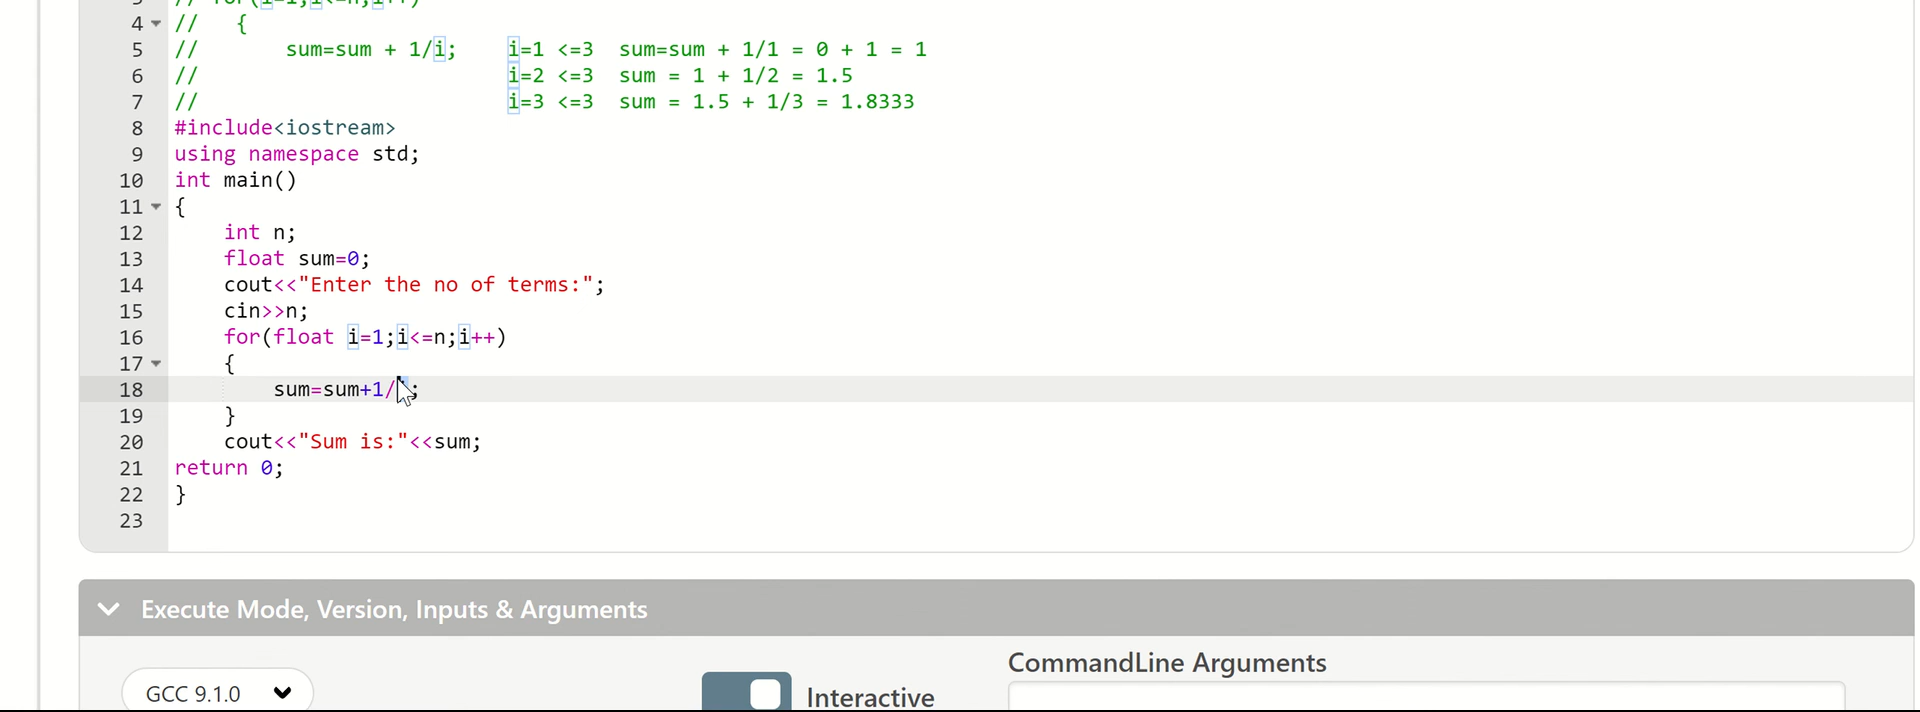 4 // {
5 // sum=sum + 1/i; i=1 <=3 sum=sum + 1/1 = 0 + 1 = 1
6 // i=2 <=3 sum = 1 + 1/2 = 1.5
7 // i=3 <=3 sum = 1.5 + 1/3 = 1.8333
8 #include<iostream>
9 using namespace std;
10 int main()
11 {
12 int n;
13 float sum=0;
14 cout<<"Enter the no of terms:";
15 cin>>n;
16 for(float i=1;i<=n;i++)
17 {
18 sum=sum+1/ ;
19 }
20 cout<<"Sum is:"<<sum;
21 return 0;
22 }
23
Execute Mode, Version, Inputs & Arguments
CommandLine Arguments
GCC 9.1.0
Interactive